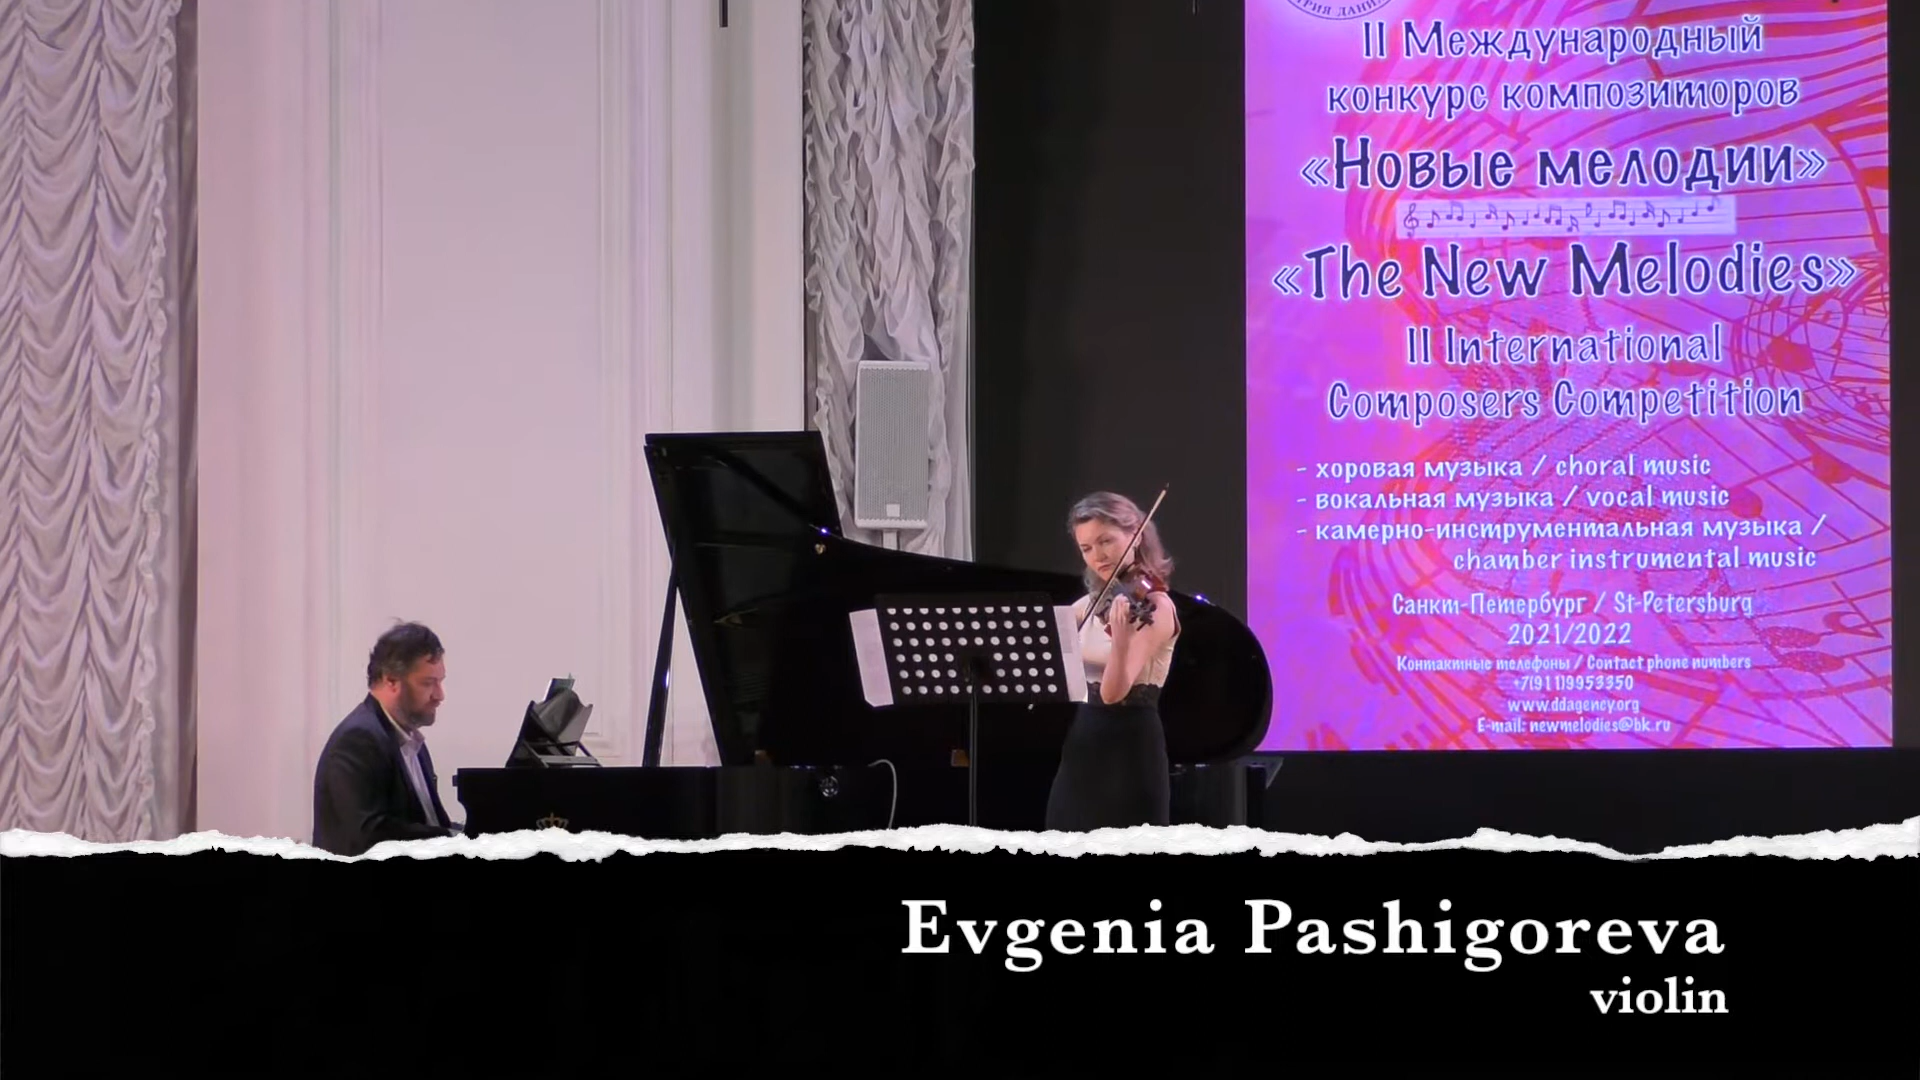 II Международный
конкурс композиторов
«Новые мелодии»
«The New Melodies»
II International
Composers Competition
- хоровая музыка / choral music
- вокальная музыка / vocal music
- камерно-инструментальная музыка /
chamber instrumental music
Санкт-Петербург / St-Petersburg
2021/2022
Контактные телефоны / Contact phone numbers
+7(911)9953350
www.ddagency.org
E-mail: newmelodies@bk.ru
Evgenia Pashigoreva
violin